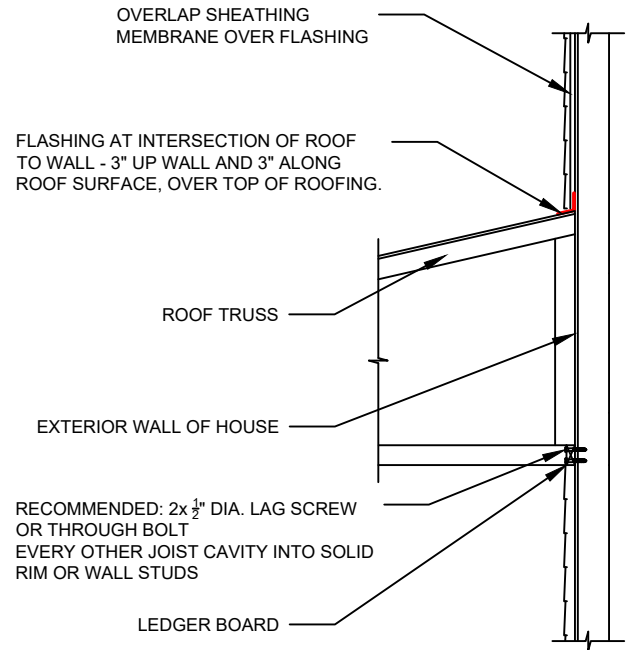 OVERLAP SHEATHING
MEMBRANE OVER FLASHING
FLASHING AT INTERSECTION OF ROOF
TO WALL - 3" UP WALL AND 3" ALONG
ROOF SURFACE, OVER TOP OF ROOFING.
ROOF TRUSS
EXTERIOR WALL OF HOUSE
RECOMMENDED: 2x ½" DIA. LAG SCREW
OR THROUGH BOLT
EVERY OTHER JOIST CAVITY INTO SOLID
RIM OR WALL STUDS
LEDGER BOARD